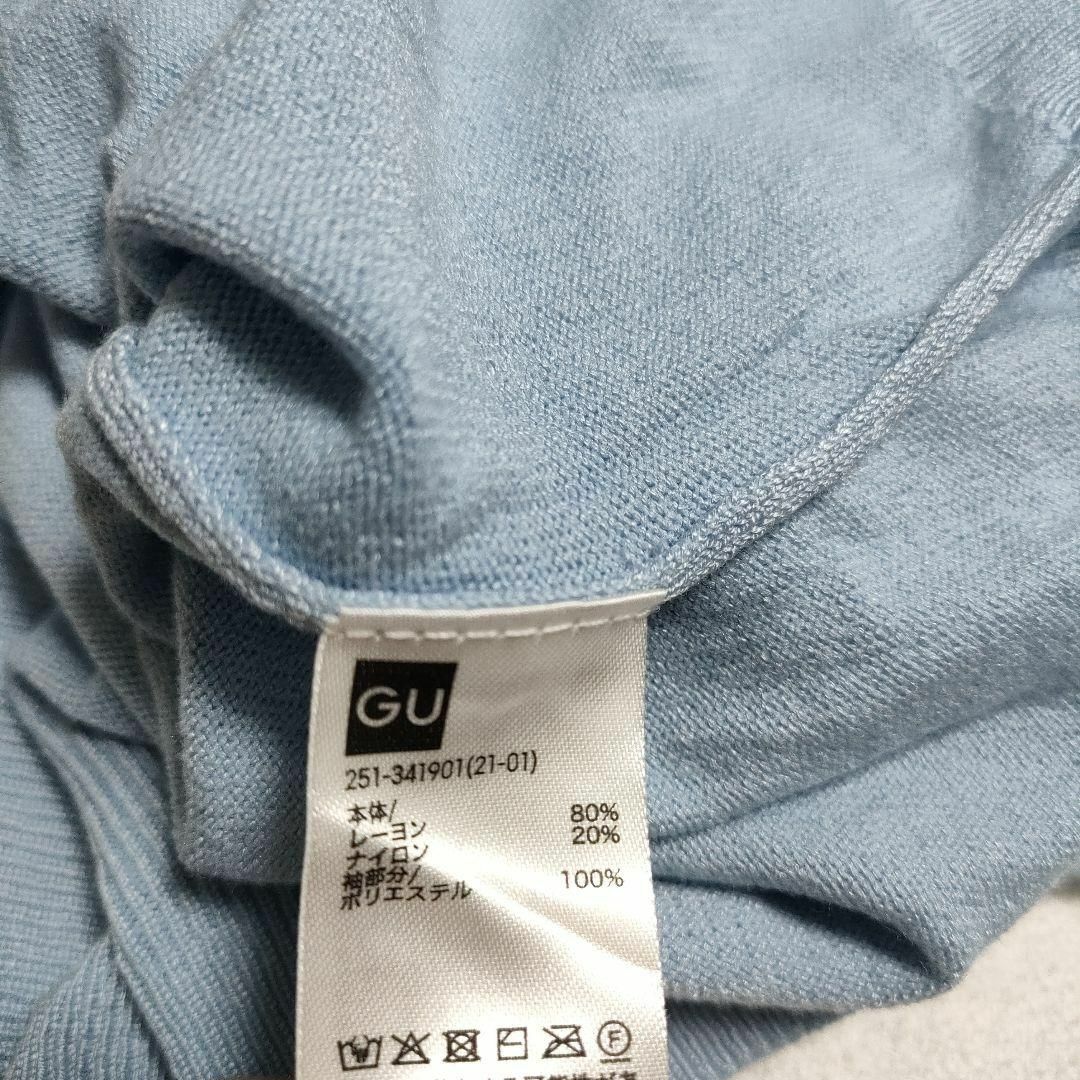 GU
251-341901(21-01)
本体/
レーヨン 80%
ナイロン 20%
袖部分/
ポリエステル 100%
F